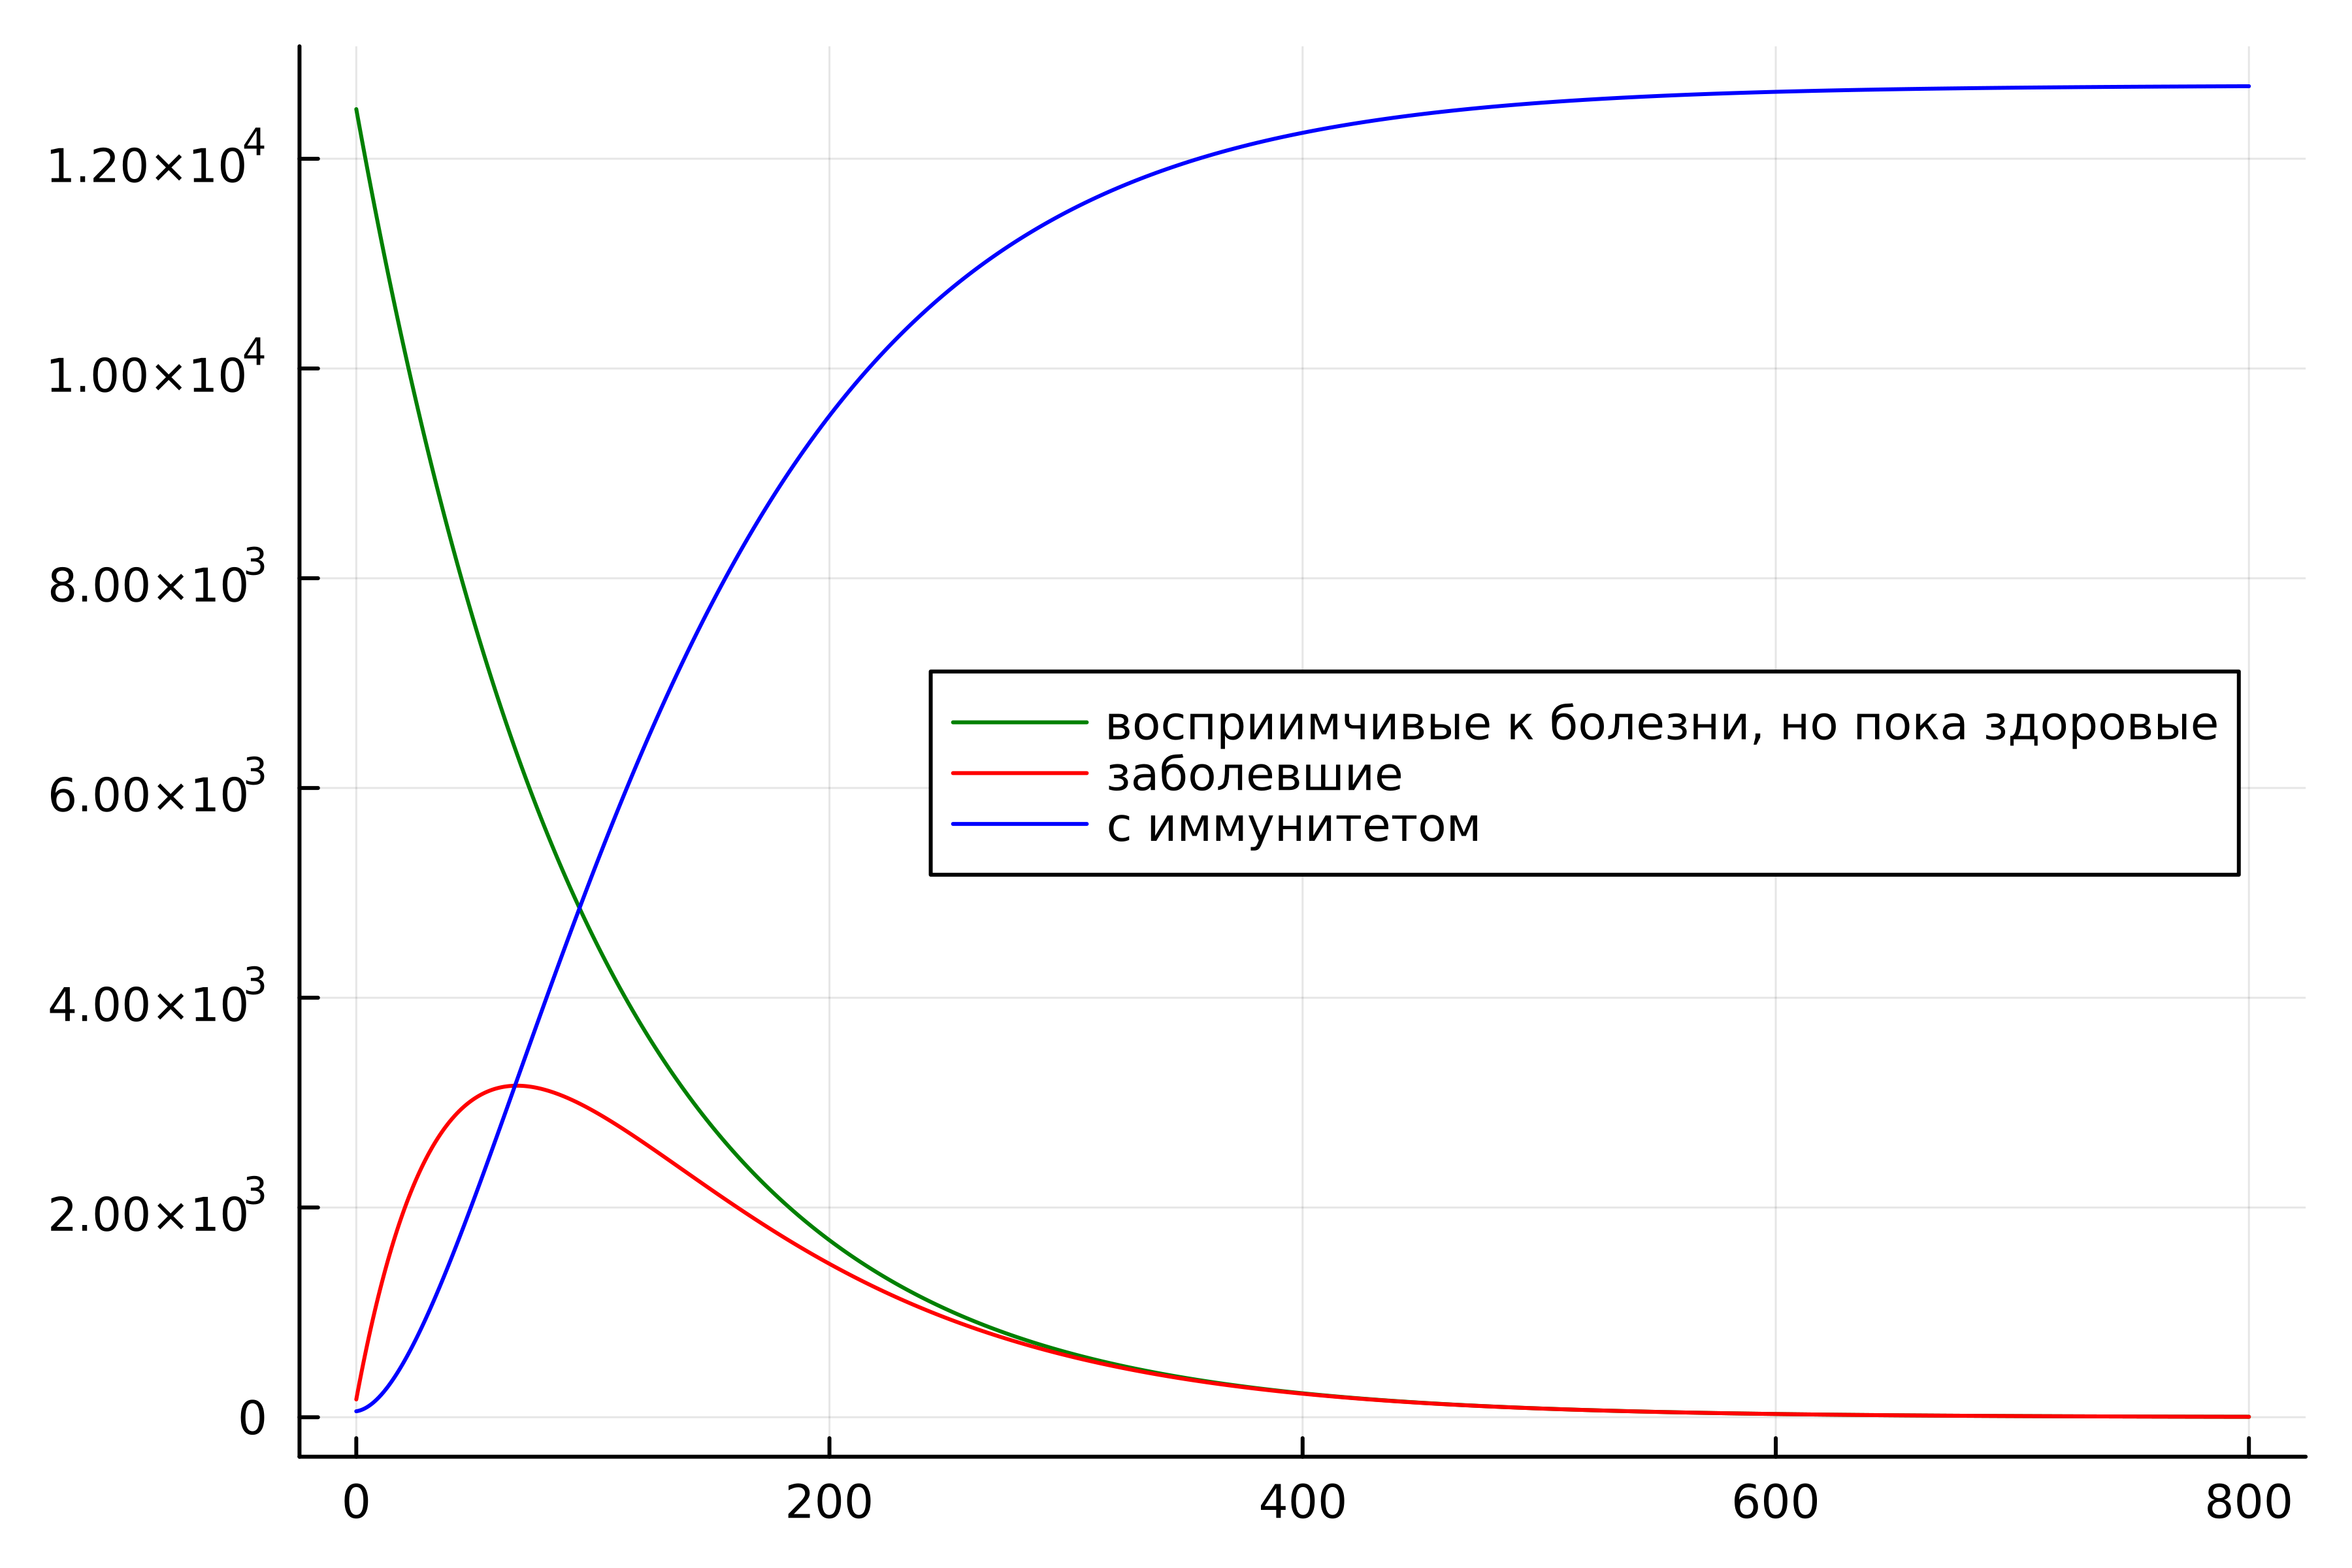 1.20×10⁴
1.00×10⁴
8.00×10³
6.00×10³
4.00×10³
2.00×10³
0
восприимчивые к болезни, но пока здоровые
заболевшие
с иммунитетом
0 200 400 600 800